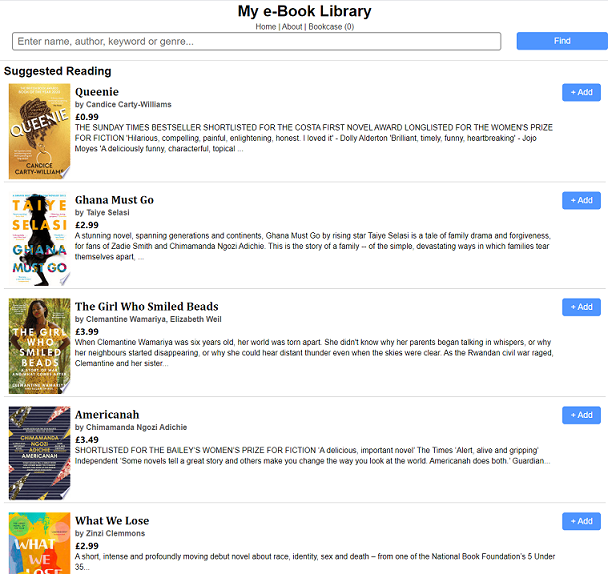 My e-Book Library
Home | About | Bookcase (0)
Enter name, author, keyword or genre...
Find
Suggested Reading
QUEENIE
CANDICE
CARTY-WILLIAMS
Queenie
+ Add
by Candice Carty-Williams
£0.99
THE SUNDAY TIMES BESTSELLER SHORTLISTED FOR THE COSTA FIRST NOVEL AWARD LONGLISTED FOR THE WOMEN'S PRIZE
FOR FICTION 'Hilarious, compelling, painful, enlightening, honest. I loved it' - Dolly Alderton 'Brilliant, timely, funny, heartbreaking' - Jojo
Moyes 'A deliciously funny, characterful, topical ...
TAIYE
SELASI
GHANA
MUST GO
Ghana Must Go
+ Add
by Taiye Selasi
£2.99
A stunning novel, spanning generations and continents, Ghana Must Go by rising star Taiye Selasi is a tale of family drama and forgiveness,
for fans of Zadie Smith and Chimamanda Ngozi Adichie. This is the story of a family -- of the simple, devastating ways in which families tear
themselves apart, ...
THE GIRL
WHO
SMILED
BEADS
A STORY OF WAR
AND WHAT COMES AFTER
CLEMANTINE WAMARIYA
The Girl Who Smiled Beads
+ Add
by Clemantine Wamariya, Elizabeth Weil
£3.99
When Clemantine Wamariya was six years old, her world was torn apart. She didn't know why her parents began talking in whispers, or why
her neighbours started disappearing, or why she could hear distant thunder even when the skies were clear. As the Rwandan civil war raged,
Clemantine and her sister...
CHIMAMANDA
NGOZI
ADICHIE
AMERICANAH
Americanah
+ Add
by Chimamanda Ngozi Adichie
£3.49
SHORTLISTED FOR THE BAILEY'S WOMEN'S PRIZE FOR FICTION 'A delicious, important novel' The Times 'Alert, alive and gripping'
Independent 'Some novels tell a great story and others make you change the way you look at the world. Americanah does both.' Guardian...
WHAT
WE
LOSE
What We Lose
+ Add
by Zinzi Clemmons
£2.99
A short, intense and profoundly moving debut novel about race, identity, sex and death – from one of the National Book Foundation's 5 Under
35...